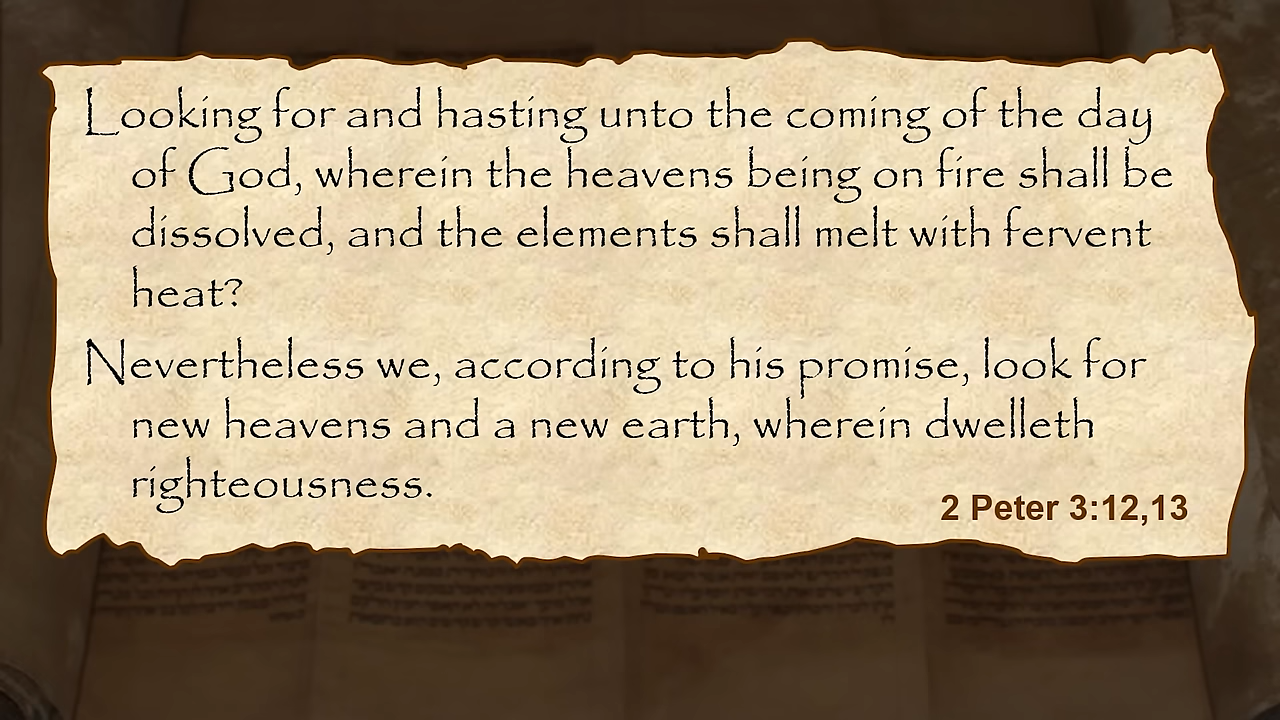 Looking for and hasting unto the coming of the day
of God, wherein the heavens being on fire shall be
dissolved, and the elements shall melt with fervent
heat?
Nevertheless we, according to his promise, look for
new heavens and a new earth, wherein dwelleth
righteousness.
2 Peter 3:12,13